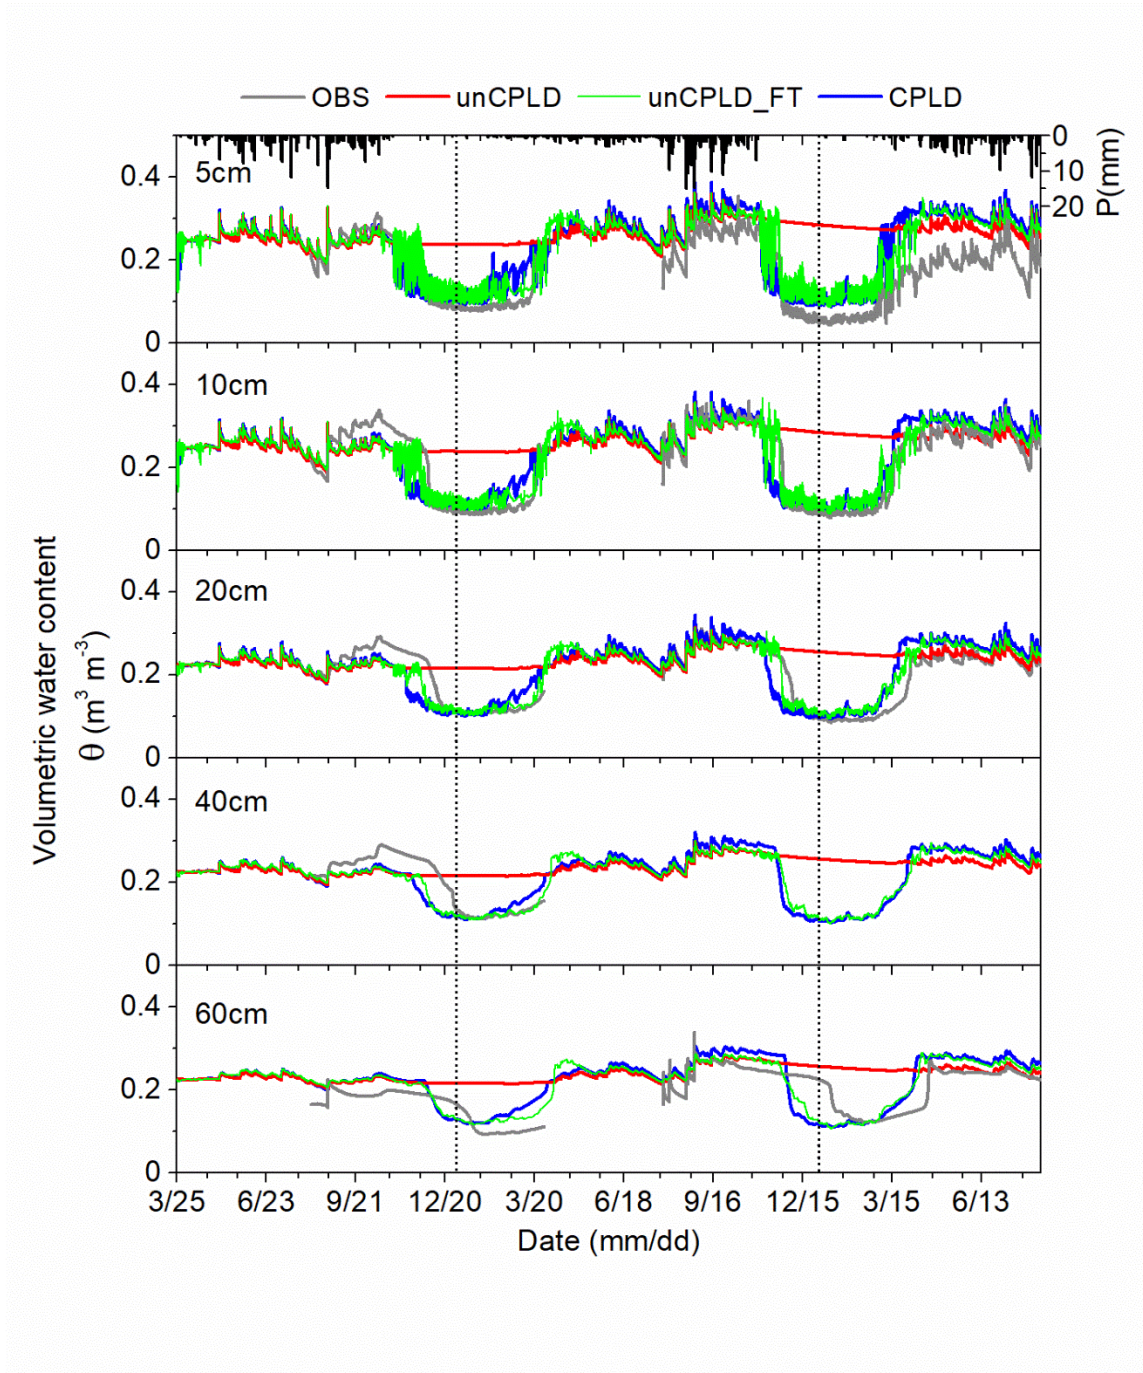 OBS unCPLD unCPLD_FT CPLD
5cm
0.4
0.2
0
0
10
20
P(mm)
10cm
0.4
0.2
0
20cm
0.4
0.2
0
40cm
0.4
0.2
0
60cm
0.4
0.2
0
Volumetric water content
θ (m³ m⁻³)
3/25 6/23 9/21 12/20 3/20 6/18 9/16 12/15 3/15 6/13
Date (mm/dd)